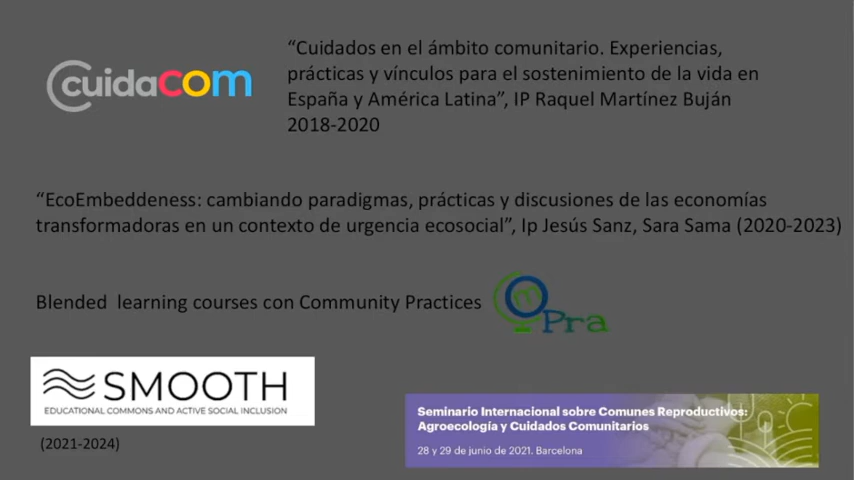 cuidacom
“Cuidados en el ámbito comunitario. Experiencias,
prácticas y vínculos para el sostenimiento de la vida en
España y América Latina”, IP Raquel Martínez Buján
2018-2020
“EcoEmbeddeness: cambiando paradigmas, prácticas y discusiones de las economías
transformadoras en un contexto de urgencia ecosocial”, Ip Jesús Sanz, Sara Sama (2020-2023)
Blended learning courses con Community Practices
ComPra
SMOOTH
EDUCATIONAL COMMONS AND ACTIVE SOCIAL INCLUSION
(2021-2024)
Seminario Internacional sobre Comunes Reproductivos:
Agroecología y Cuidados Comunitarios
28 y 29 de junio de 2021. Barcelona